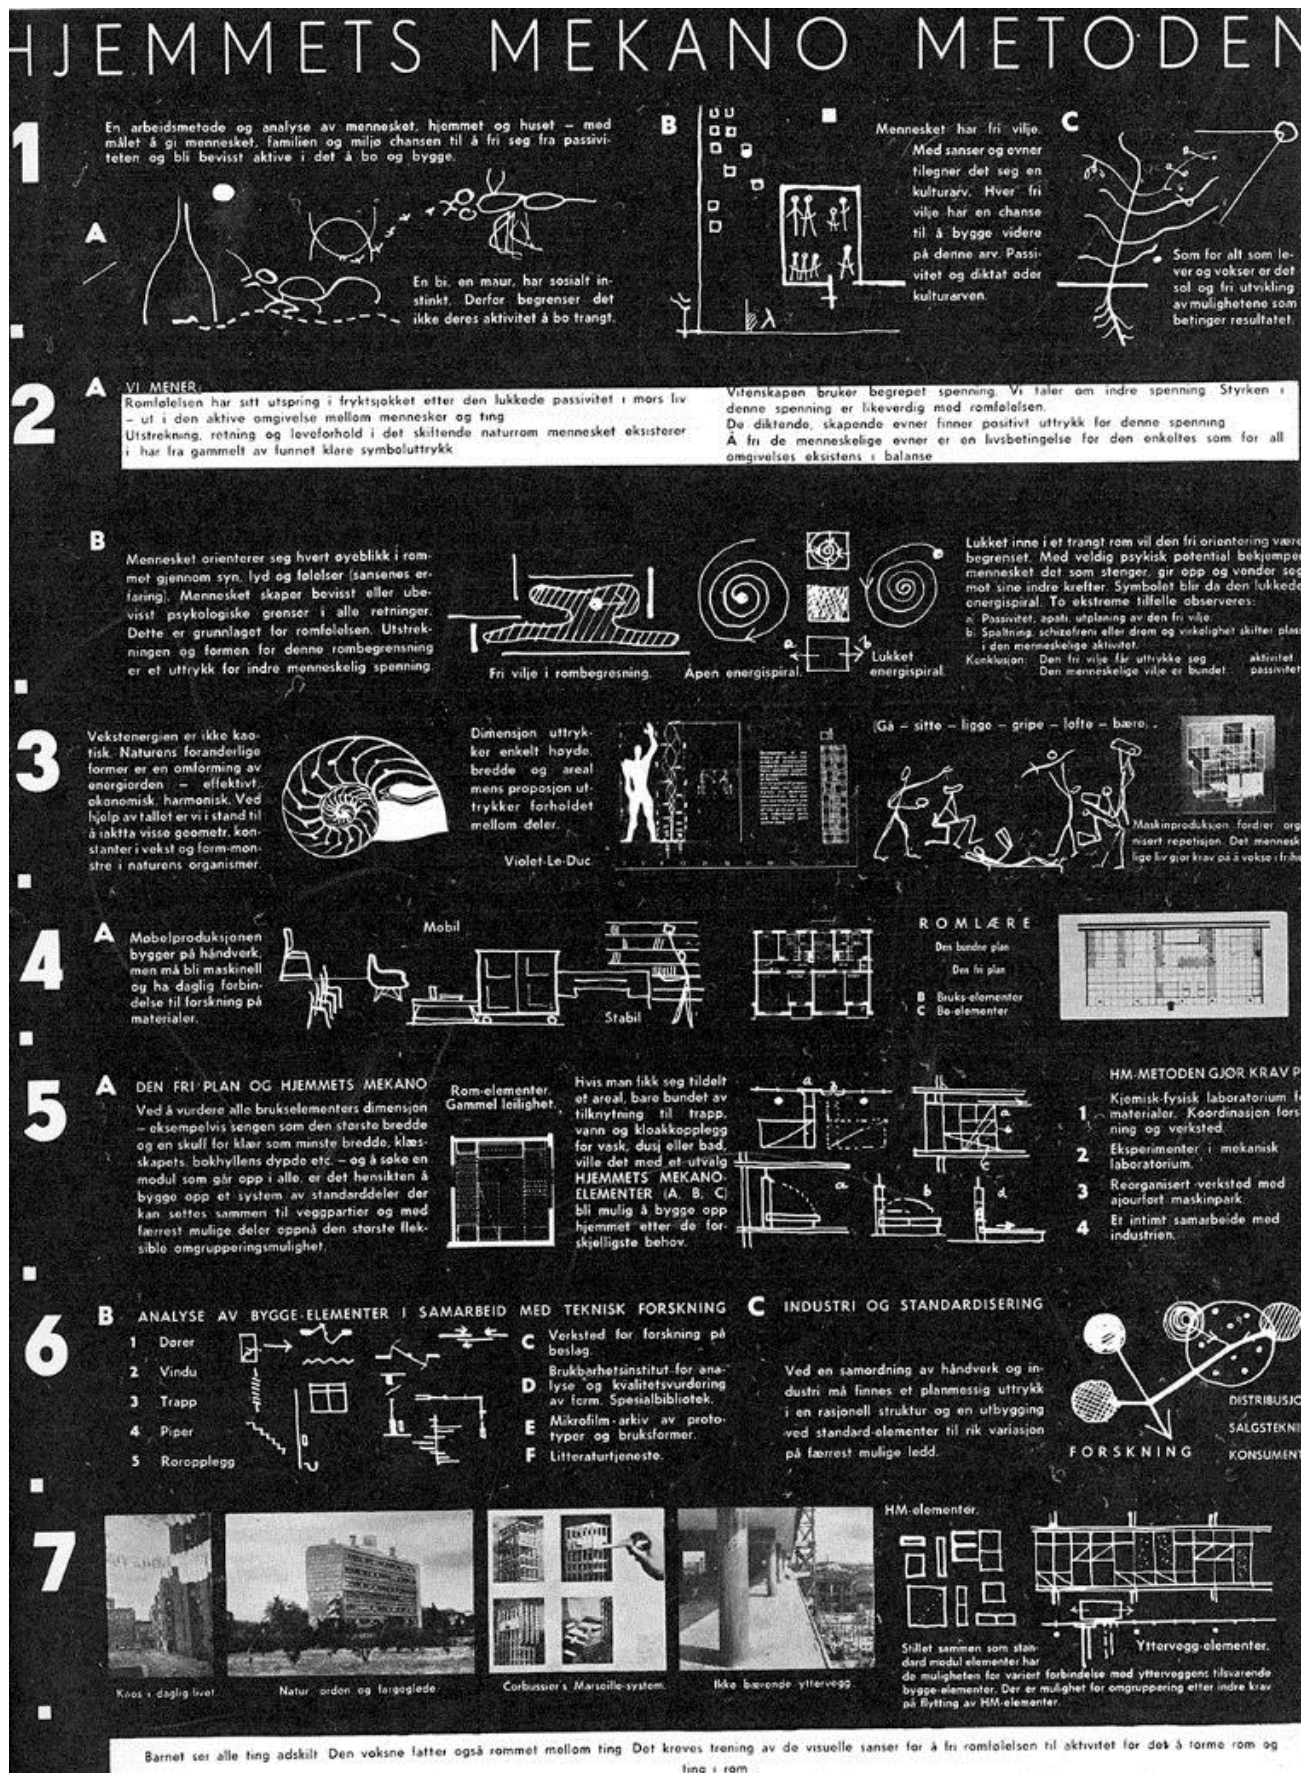 HJEMMETS MEKANO METODEN
1
En arbeidsmetode og analyse av mennesket, hjemmet og huset – med
målet å gi mennesket, familien og miljø chansen til å fri seg fra passivi-
teten og bli bevisst aktive i det å bo og bygge.
A
En bi, en maur, har sosialt in-
stinkt. Derfor begrenser det
ikke deres aktivitet å bo trangt.
B
Mennesket har fri vilje.
Med sanser og evner
tilegner det seg en
kulturarv. Hver fri
vilje har en chanse
til å bygge videre
på denne arv. Passi-
vitet og diktat øder
kulturarven.
λ
C
Som for alt som le-
ver og vokser er det
sol og fri utvikling
av mulighetene som
betinger resultatet.
2
A
VI MENER:
Romfølelsen har sitt utspring i fryktsjokket etter den lukkede passivitet i mors liv
– ut i den aktive omgivelse mellom mennesker og ting
Utstrekning, retning og leveforhold i det skiftende naturrom mennesket eksisterer
i har fra gammelt av funnet klare symboluttrykk
Vitenskapen bruker begrepet spenning. Vi taler om indre spenning Styrken i
denne spenning er likeverdig med romfølelsen.
De diktende, skapende evner finner positivt uttrykk for denne spenning
Å fri de menneskelige evner er en livsbetingelse for den enkeltes som for all
omgivelses eksistens i balanse
B
Mennesket orienterer seg hvert øyeblikk i rom-
met gjennom syn, lyd og følelser (sansenes er-
faring). Mennesket skaper bevisst eller ube-
visst psykologiske grenser i alle retninger.
Dette er grunnlaget for romfølelsen. Utstrek-
ningen og formen for denne rombegrensning
er et uttrykk for indre menneskelig spenning.
Fri vilje i rombegresning.
Åpen energispiral.
a
b
Lukket
energispiral.
Lukket inne i et trangt rom vil den fri orientering være
begrenset. Med veldig psykisk potential bekjemper
mennesket det som stenger, gir opp og vender seg
mot sine indre krefter. Symbolet blir da den lukkede
energispiral. To ekstreme tilfelle observeres:
a. Passivitet, apati, utplaning av den fri vilje.
b. Spaltning, schizofreni eller drøm og virkelighet skifter plass
i den menneskelige aktivitet.
Konklusjon: Den fri vilje får uttrykke seg aktivitet.
Den menneskelige vilje er bundet passivitet
3
Vekstenergien er ikke kao-
tisk. Naturens foranderlige
former er en omforming av
energiorden – effektivt,
økonomisk, harmonisk. Ved
hjelp av tallet er vi i stand til
å iaktta visse geometr. kon-
stanter i vekst og form-møn-
stre i naturens organismer.
Dimensjon uttryk-
ker enkelt høyde,
bredde og areal
mens proposjon ut-
trykker forholdet
mellom deler.
Violet-Le-Duc.
(Gå – sitte – ligge – gripe – løfte – bære.
Maskinproduksjon fordrer orga
nisert repetisjon. Det menneske
lige liv gjør krav på å vokse i frihe
4
A
Møbelproduksjonen
bygger på håndverk,
men må bli maskinell
og ha daglig forbin-
delse til forskning på
materialer.
Mobil
Stabil
ROMLÆRE
Den bundne plan
Den fri plan
B Bruks-elementer
C Bo-elementer
5
A
DEN FRI PLAN OG HJEMMETS MEKANO
Ved å vurdere alle brukselementers dimensjon
– eksempelvis sengen som den største bredde
og en skuff for klær som minste bredde, klæs-
skapets, bokhyllens dypde etc. – og å søke en
modul som går opp i alle, er det hensikten å
bygge opp et system av standarddeler der
kan settes sammen til veggpartier og med
færrest mulige deler oppnå den største flek-
sible omgrupperingsmulighet.
Rom-elementer.
Gammel leilighet.
Hvis man fikk seg tildelt
et areal, bare bundet av
tilknytning til trapp,
vann og kloakkopplegg
for vask, dusj eller bad,
ville det med et utvalg
HJEMMETS MEKANO-
ELEMENTER (A, B, C)
bli mulig å bygge opp
hjemmet etter de for-
skjelligste behov.
a
a
b
c
a
b
d
HM-METODEN GJØR KRAV P
1 Kjemisk-fysisk laboratorium fo
materialer. Koordinasjon forsk
ning og verksted.
2 Eksperimenter i mekanisk
laboratorium.
3 Reorganisert verksted med
ajourført maskinpark.
4 Et intimt samarbeide med
industrien.
6
B
ANALYSE AV BYGGE-ELEMENTER I SAMARBEID MED TEKNISK FORSKNING
1 Dører
2 Vindu
3 Trapp
4 Piper
5 Røropplegg
C Verksted for forskning på
beslag.
D Brukbarhetsinstitut for ana-
lyse og kvalitetsvurdering
av form. Spesialbibliotek.
E Mikrofilm-arkiv av proto-
typer og bruksformer.
F Litteraturtjeneste.
C
INDUSTRI OG STANDARDISERING
Ved en samordning av håndverk og in-
dustri må finnes et planmessig uttrykk
i en rasjonell struktur og en utbygging
ved standard-elementer til rik variasjon
på færrest mulige ledd.
FORSKNING
DISTRIBUSJO
SALGSTEKNI
KONSUMENT
7
Kaos i daglig-livet
Natur orden og fargeglede.
Corbussier's Marseille-system.
Ikke bærende yttervegg.
HM-elementer.
Stillet sammen som stan-
dard modul elementer har
de muligheten for variert forbindelse med ytterveggens tilsvarende
bygge-elementer. Der er mulighet for omgruppering etter indre krav
på flytting av HM-elementer.
Yttervegg-elementer.
Barnet ser alle ting adskilt Den voksne fatter også rommet mellom ting Det kreves trening av de visuelle sanser for å fri romfølelsen til aktivitet for det å forme rom og
ting i rom